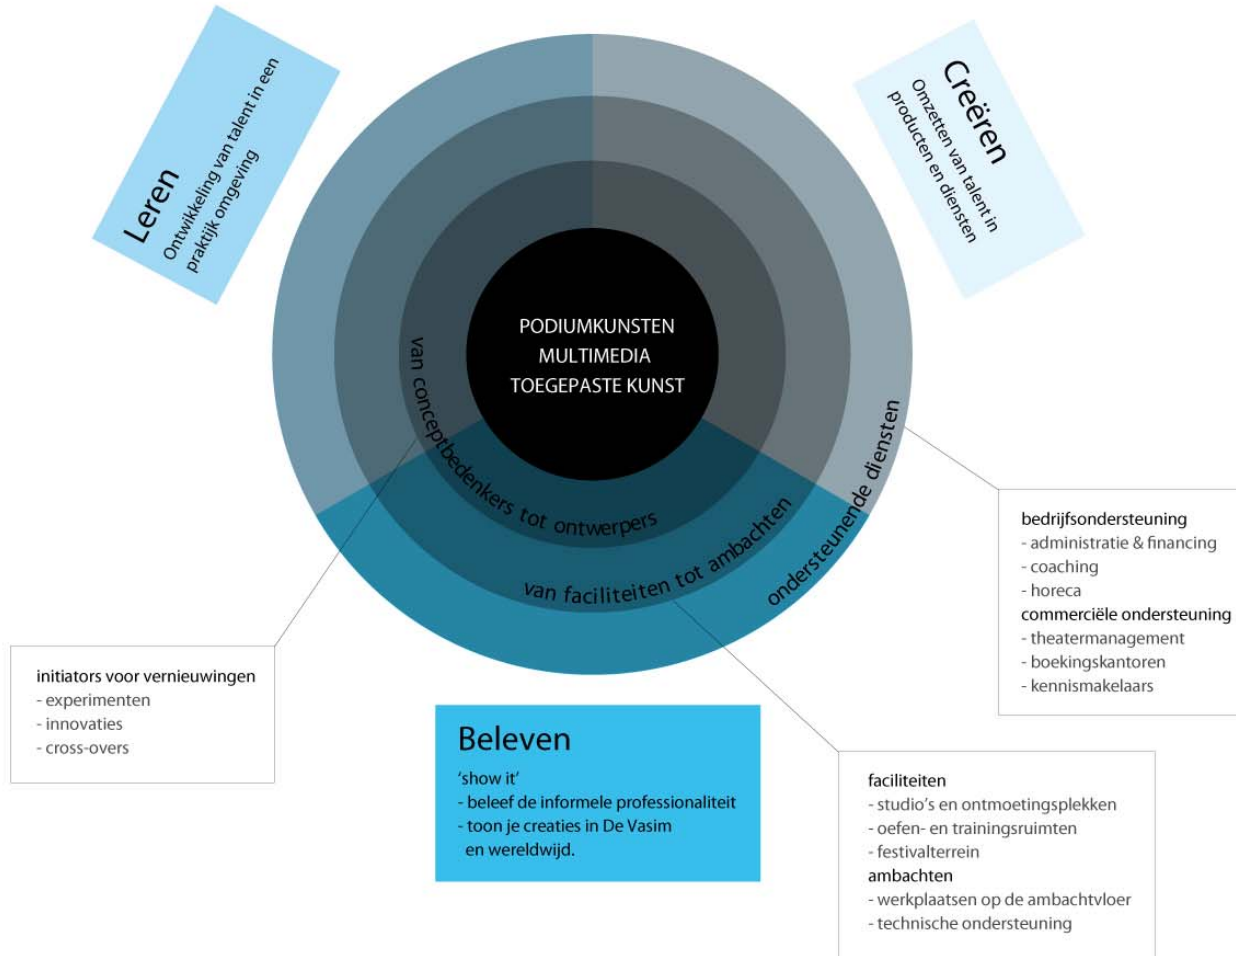 Leren
Ontwikkeling van talent in een
praktijk omgeving
Creëren
Omzetten van talent in
producten en diensten
PODIUMKUNSTEN
MULTIMEDIA
TOEGEPASTE KUNST
van conceptbedenkers tot ontwerpers
van faciliteiten tot ambachten
ondersteunende diensten
bedrijfsondersteuning
- administratie & financing
- coaching
- horeca
commerciële ondersteuning
- theatermanagement
- boekingskantoren
- kennismakelaars
initiators voor vernieuwingen
- experimenten
- innovaties
- cross-overs
Beleven
‘show it’
- beleef de informele professionaliteit
- toon je creaties in De Vasim
en wereldwijd.
faciliteiten
- studio’s en ontmoetingsplekken
- oefen- en trainingsruimten
- festivalterrein
ambachten
- werkplaatsen op de ambachtvloer
- technische ondersteuning